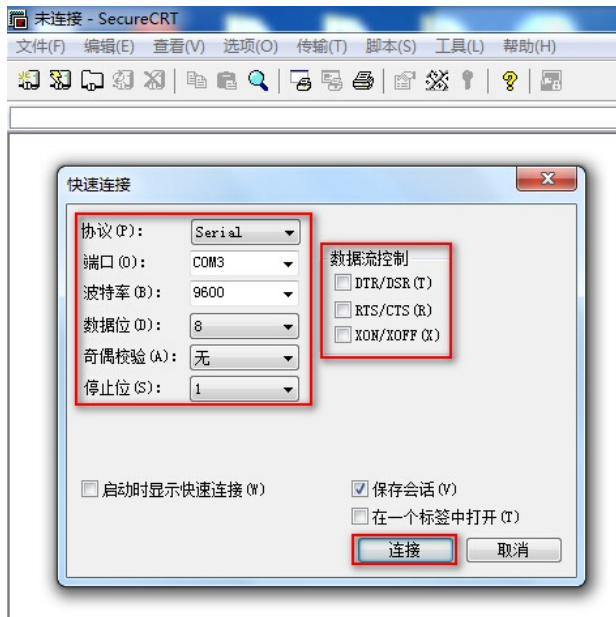 未连接 - SecureCRT
文件(F) 编辑(E) 查看(V) 选项(O) 传输(T) 脚本(S) 工具(L) 帮助(H)
快速连接
协议(P): Serial
端口(O): COM3
波特率(B): 9600
数据位(D): 8
奇偶校验(A): 无
停止位(S): 1
数据流控制
DTR/DSR(T)
RTS/CTS(R)
XON/XOFF(X)
启动时显示快速连接(W)
保存会话(V)
在一个标签中打开(T)
连接 取消